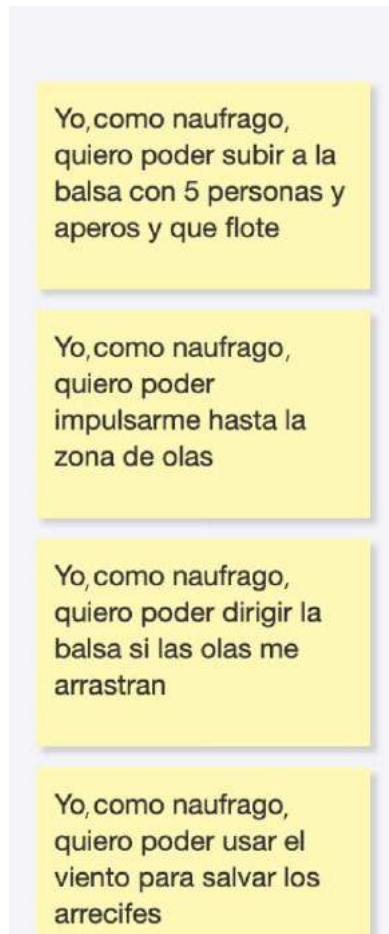 Yo,como naufrago,
quiero poder subir a la
balsa con 5 personas y
aperos y que flote
Yo,como naufrago,
quiero poder
impulsarme hasta la
zona de olas
Yo,como naufrago,
quiero poder dirigir la
balsa si las olas me
arrastran
Yo,como naufrago,
quiero poder usar el
viento para salvar los
arrecifes